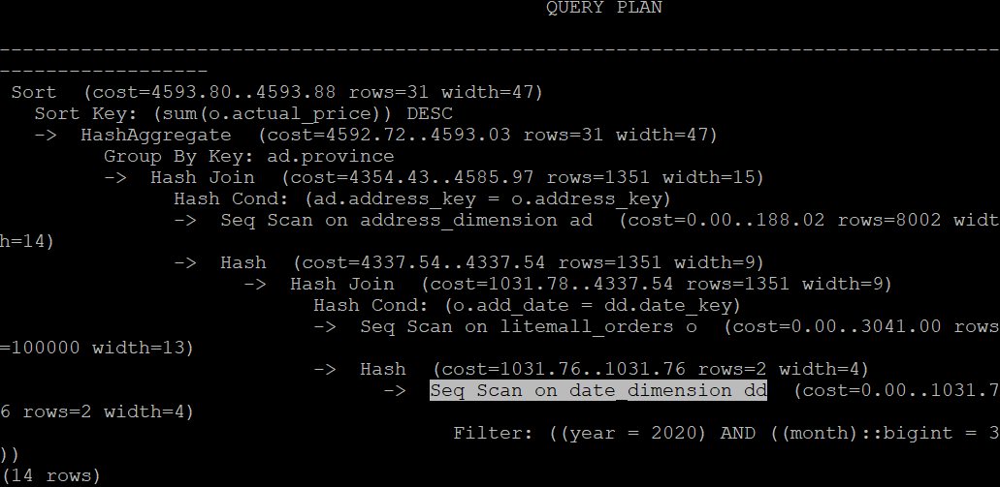 QUERY PLAN
--------------------------------------------------------------------------------------
------------------
Sort  (cost=4593.80..4593.88 rows=31 width=47)
Sort Key: (sum(o.actual_price)) DESC
->  HashAggregate  (cost=4592.72..4593.03 rows=31 width=47)
Group By Key: ad.province
->  Hash Join  (cost=4354.43..4585.97 rows=1351 width=15)
Hash Cond: (ad.address_key = o.address_key)
->  Seq Scan on address_dimension ad  (cost=0.00..188.02 rows=8002 widt
h=14)
->  Hash  (cost=4337.54..4337.54 rows=1351 width=9)
->  Hash Join  (cost=1031.78..4337.54 rows=1351 width=9)
Hash Cond: (o.add_date = dd.date_key)
->  Seq Scan on litemall_orders o  (cost=0.00..3041.00 rows
=100000 width=13)
->  Hash  (cost=1031.76..1031.76 rows=2 width=4)
->  Seq Scan on date_dimension dd  (cost=0.00..1031.7
6 rows=2 width=4)
Filter: ((year = 2020) AND ((month)::bigint = 3
))
(14 rows)